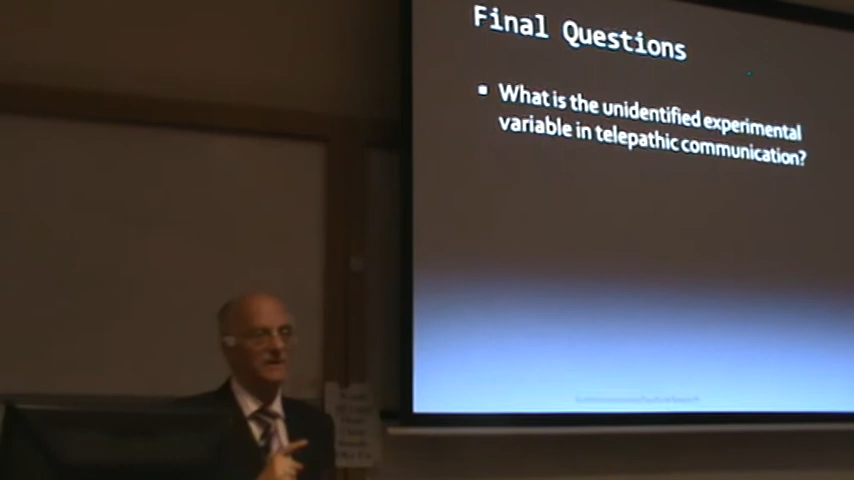 Final Questions
What is the unidentified experimental
variable in telepathic communication?